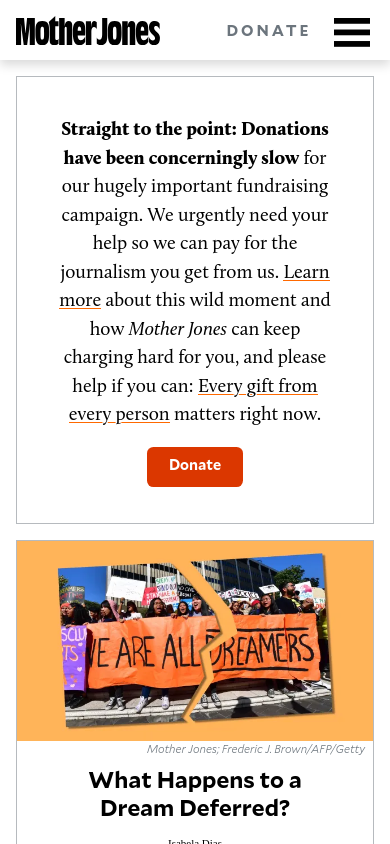 Mother Jones
DONATE
Straight to the point: Donations
have been concerningly slow for
our hugely important fundraising
campaign. We urgently need your
help so we can pay for the
journalism you get from us. Learn
more about this wild moment and
how Mother Jones can keep
charging hard for you, and please
help if you can: Every gift from
every person matters right now.
Donate
WE ARE ALL DREAMERS
Mother Jones; Frederic J. Brown/AFP/Getty
What Happens to a
Dream Deferred?
Isabela Dias